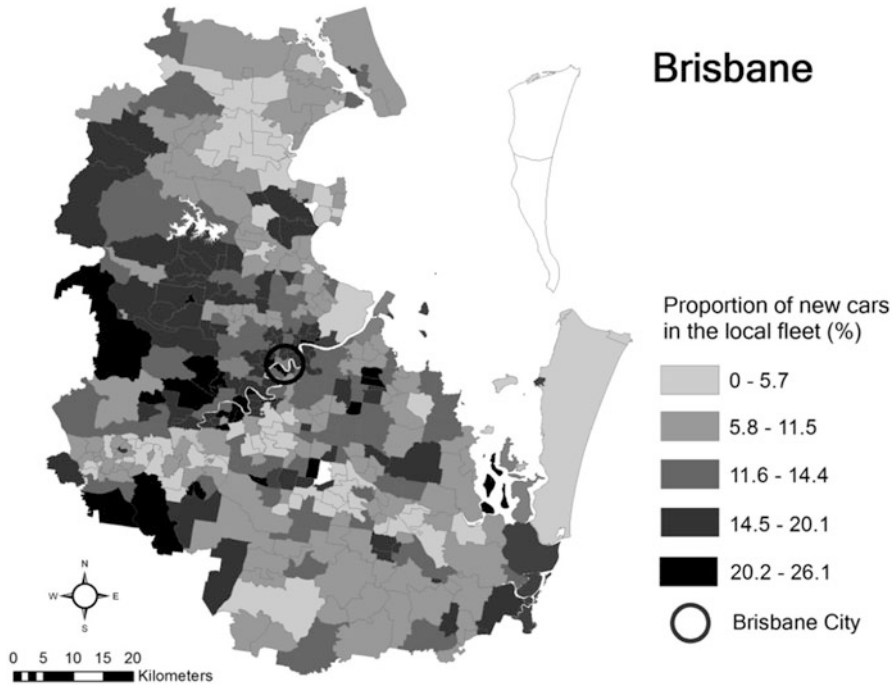 Brisbane
Proportion of new cars
in the local fleet (%)
0 - 5.7
5.8 - 11.5
11.6 - 14.4
14.5 - 20.1
20.2 - 26.1
Brisbane City
N
W E
S
0 5 10 15 20
Kilometers